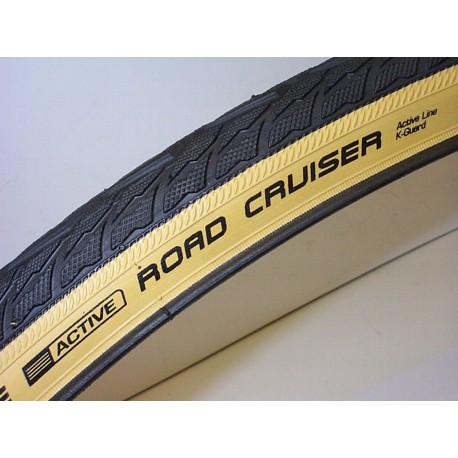 ACTIVE
ROAD CRUISER
Active Line
K-Guard